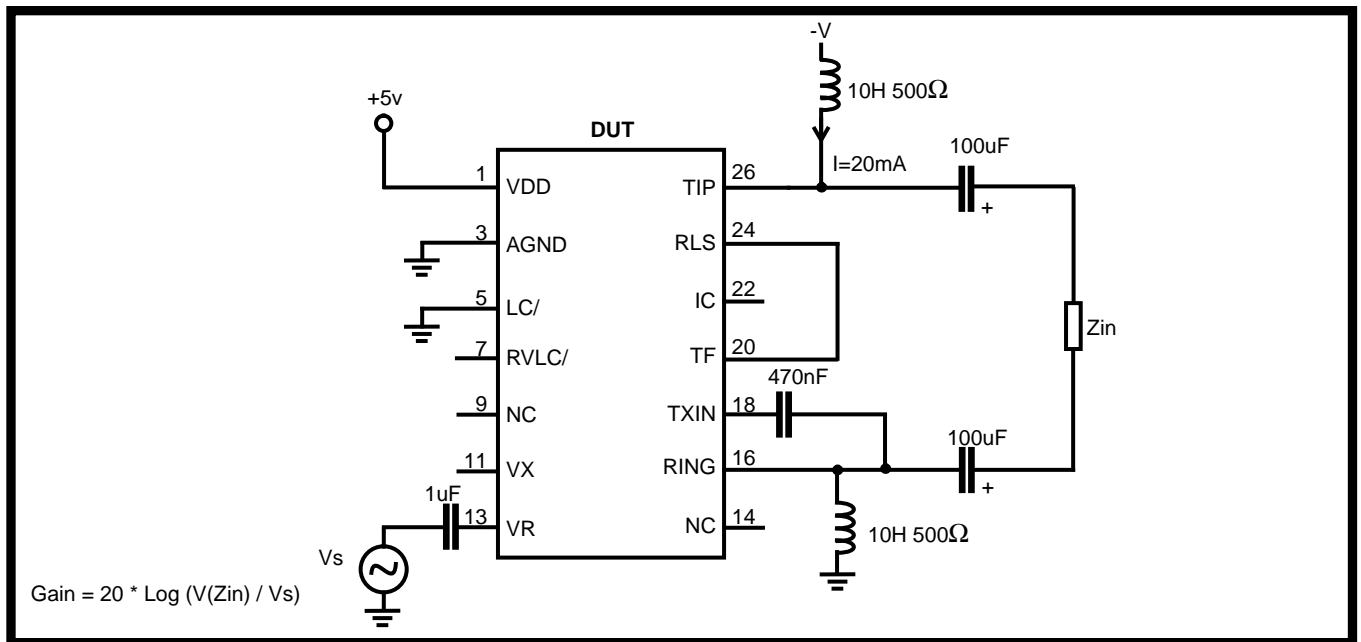 -V
10H 500Ω
+5v
DUT
100uF
I=20mA
1 VDD
TIP 26
+
3 AGND
RLS 24
5 LC/
IC 22
Zin
7 RVLC/
TF 20
470nF
9 NC
TXIN 18
100uF
11 VX
RING 16
+
1uF
13 VR
NC 14
10H 500Ω
Vs
Gain = 20 * Log (V(Zin) / Vs)